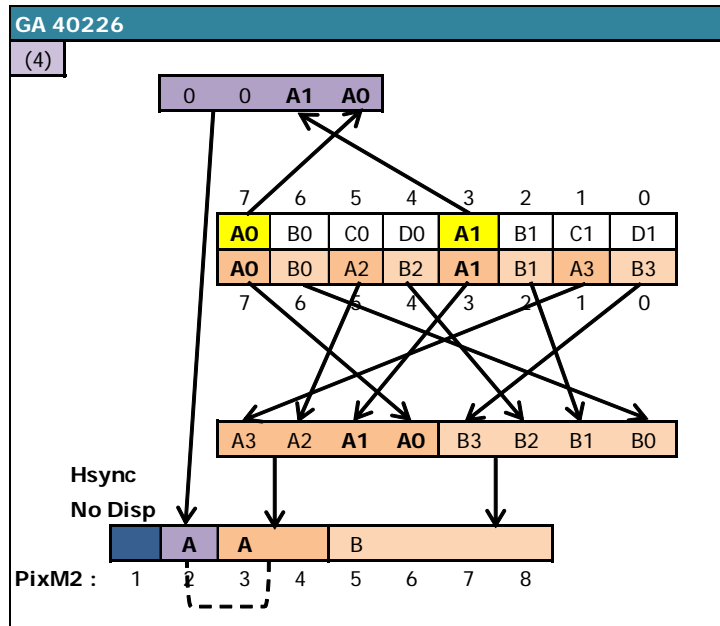 GA 40226
(4)
0 0 A1 A0
7 6 5 4 3 2 1 0
A0 B0 C0 D0 A1 B1 C1 D1
A0 B0 A2 B2 A1 B1 A3 B3
7 6 5 4 3 2 1 0
A3 A2 A1 A0 B3 B2 B1 B0
Hsync
No Disp
A A B
PixM2 : 1 2 3 4 5 6 7 8